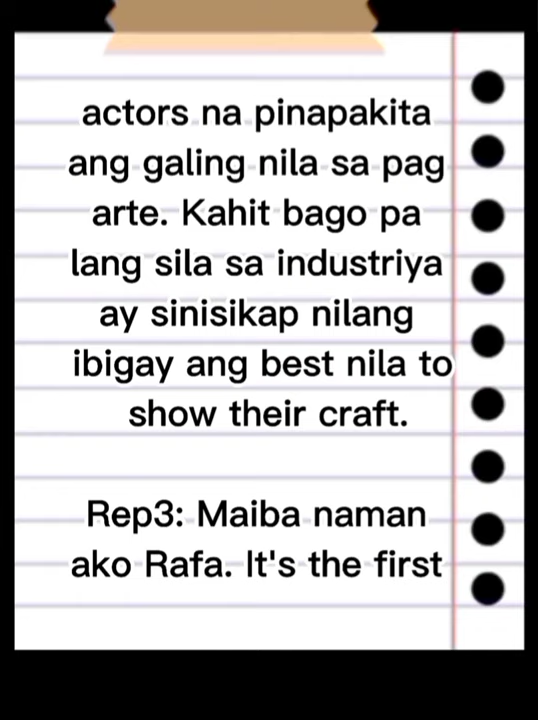 actors na pinapakita
ang galing nila sa pag
arte. Kahit bago pa
lang sila sa industriya
ay sinisikap nilang
ibigay ang best nila to
show their craft.
Rep3: Maiba naman
ako Rafa. It's the first